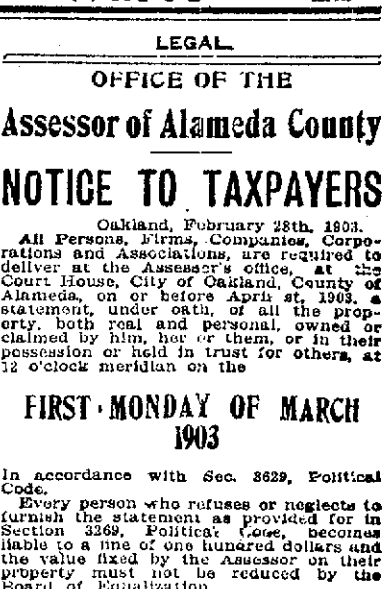 LEGAL.
OFFICE OF THE
Assessor of Alameda County
NOTICE TO TAXPAYERS
Oakland, February 28th, 1903.
All Persons, Firms, Companies, Corpo-
rations and Associations, are required to
deliver at the Assessor's office, at the
Court House, City of Oakland, County of
Alameda, on or before April st, 1903, a
statement, under oath, of all the prop-
erty, both real and personal, owned or
claimed by him, her or them, or in their
possession or held in trust for others, at
12 o'clock meridian on the
FIRST MONDAY OF MARCH
1903
In accordance with Sec. 3629, Political
Code.
Every person who refuses or neglects to
furnish the statement as provided for in
Section 3269, Political Code, becomes
liable to a fine of one hundred dollars and
the value fixed by the Assessor on their
property must not be reduced by the
Board of Equalization